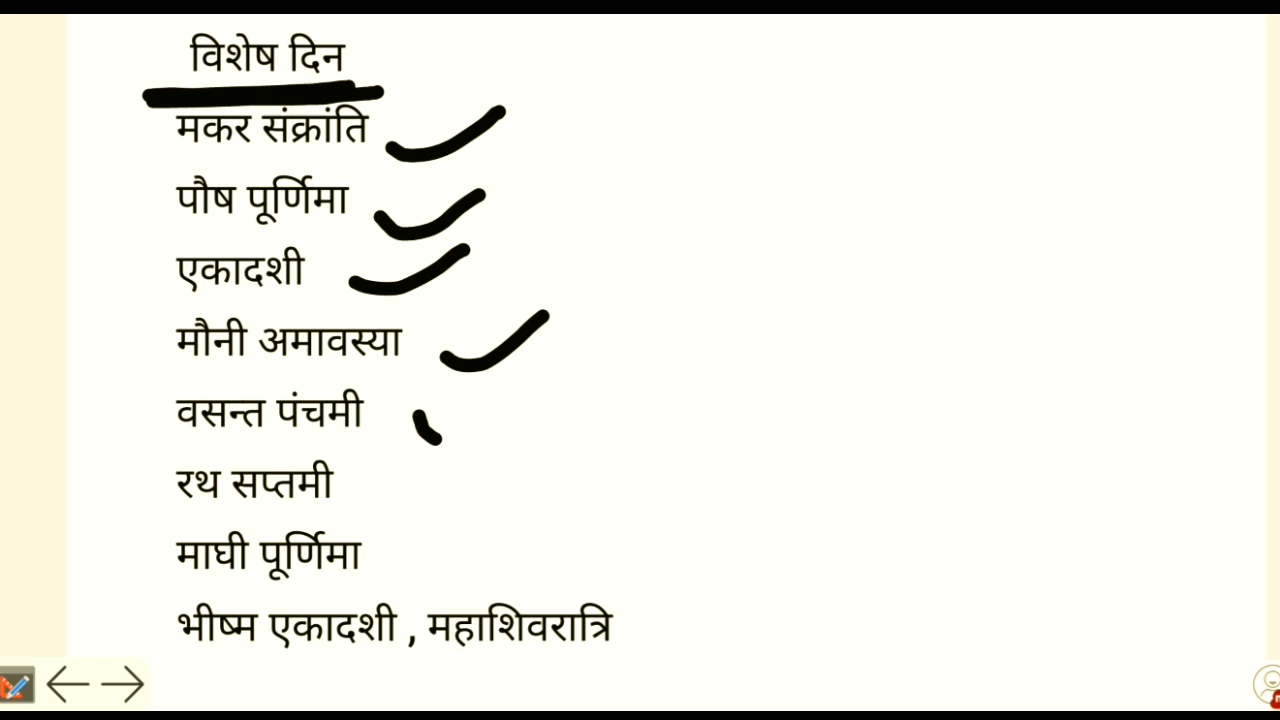 विशेष दिन
मकर संक्रांति
पौष पूर्णिमा
एकादशी
मौनी अमावस्या
वसन्त पंचमी
रथ सप्तमी
माघी पूर्णिमा
भीष्म एकादशी , महाशिवरात्रि